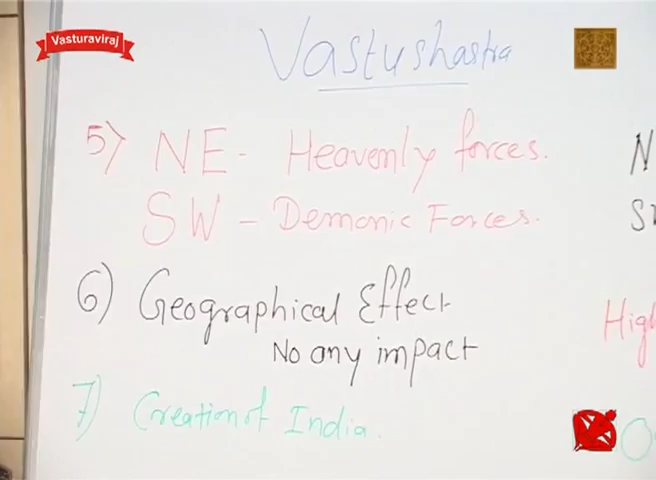 Vasturaviraj
Vastushastra
5) NE - Heavenly forces.
SW - Demonic Forces.
6) Geographical Effect
No any impact
7) Creation of India.
High